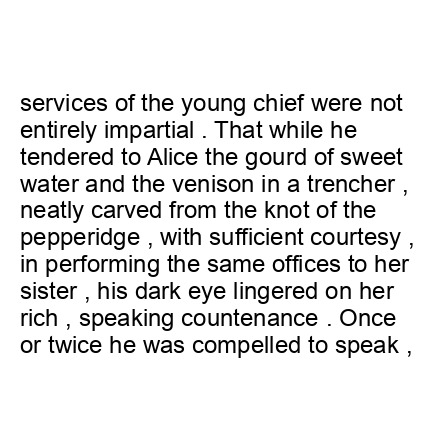 services of the young chief were not
entirely impartial . That while he
tendered to Alice the gourd of sweet
water and the venison in a trencher ,
neatly carved from the knot of the
pepperidge , with sufficient courtesy ,
in performing the same offices to her
sister , his dark eye lingered on her
rich , speaking countenance . Once
or twice he was compelled to speak ,